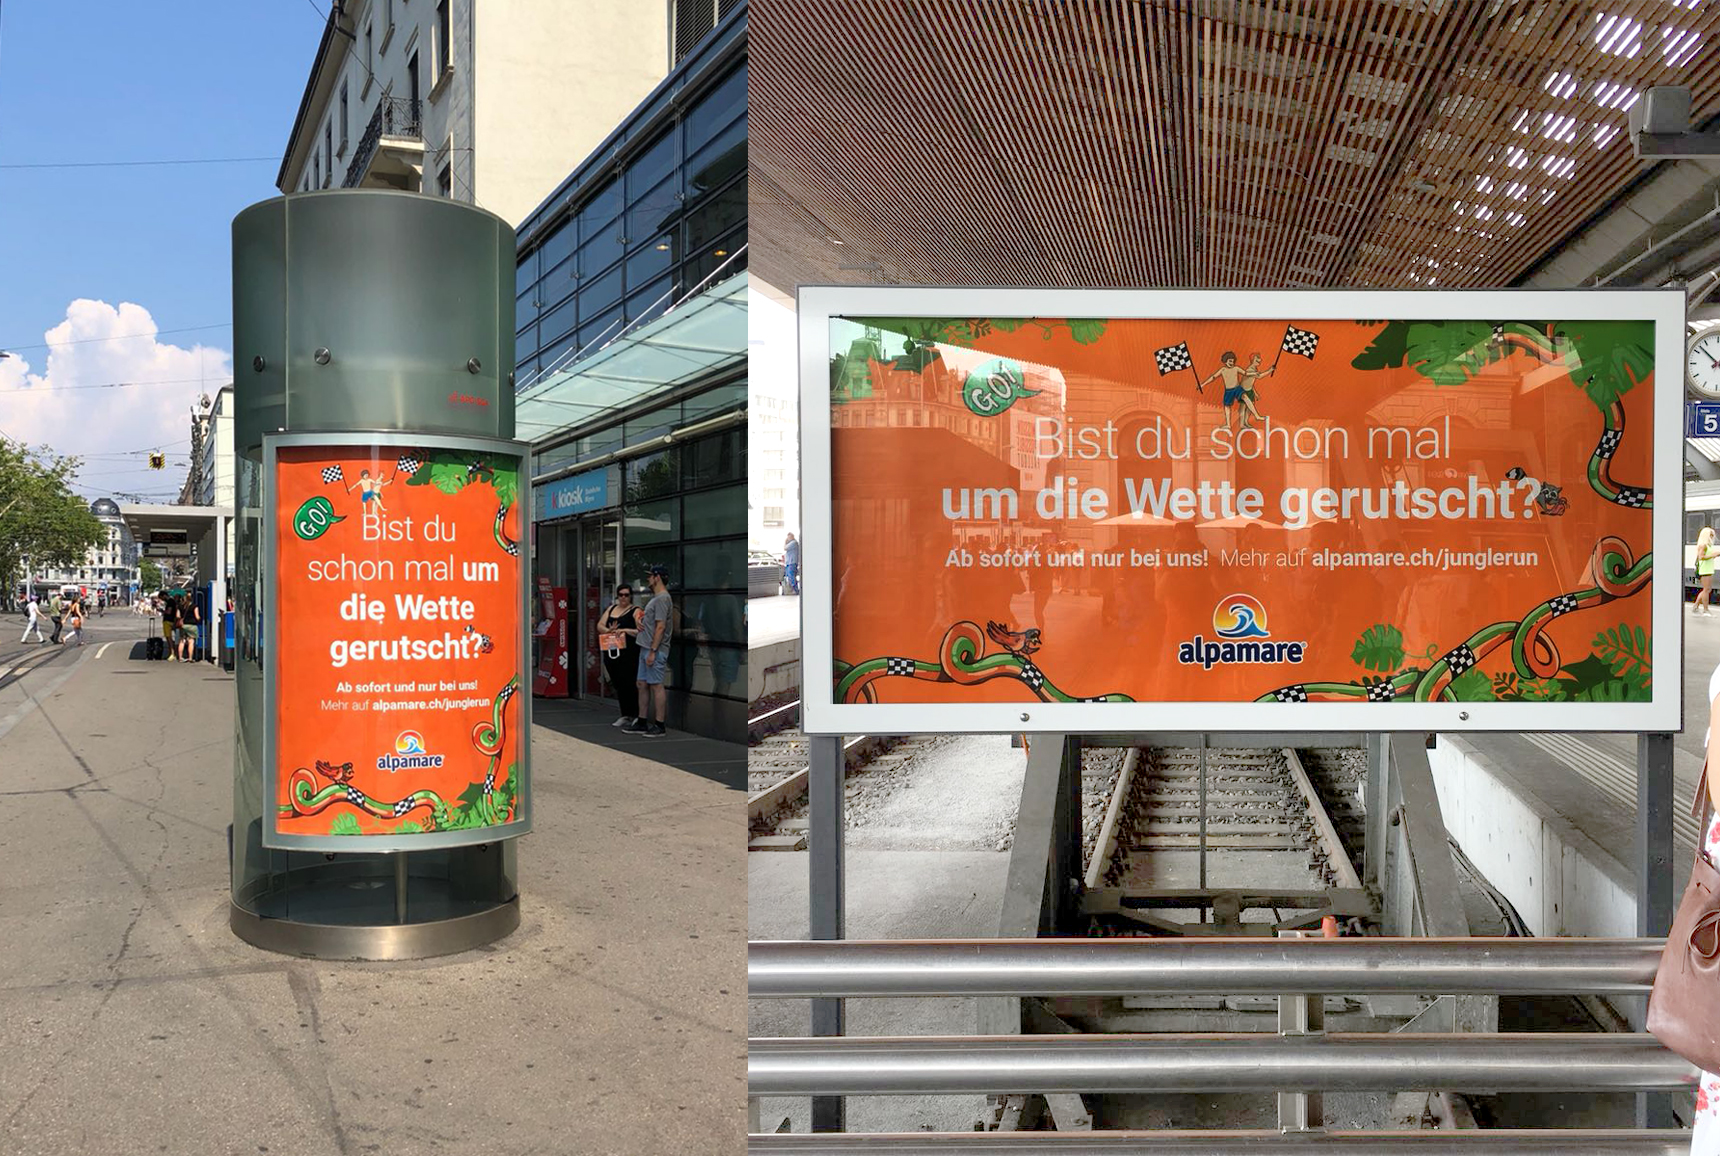 GO!
Bist du
schon mal um
die Wette
gerutscht?
Ab sofort und nur bei uns!
Mehr auf alpamare.ch/junglerun
alpamare
k kiosk
GO!
Bist du schon mal
um die Wette gerutscht?
Ab sofort und nur bei uns! Mehr auf alpamare.ch/junglerun
alpamare
5